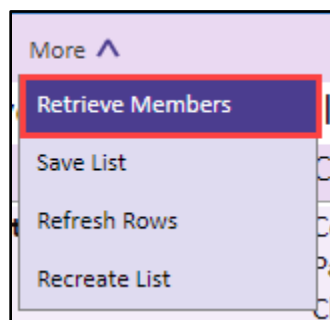 More
Retrieve Members
Save List
Refresh Rows
Recreate List